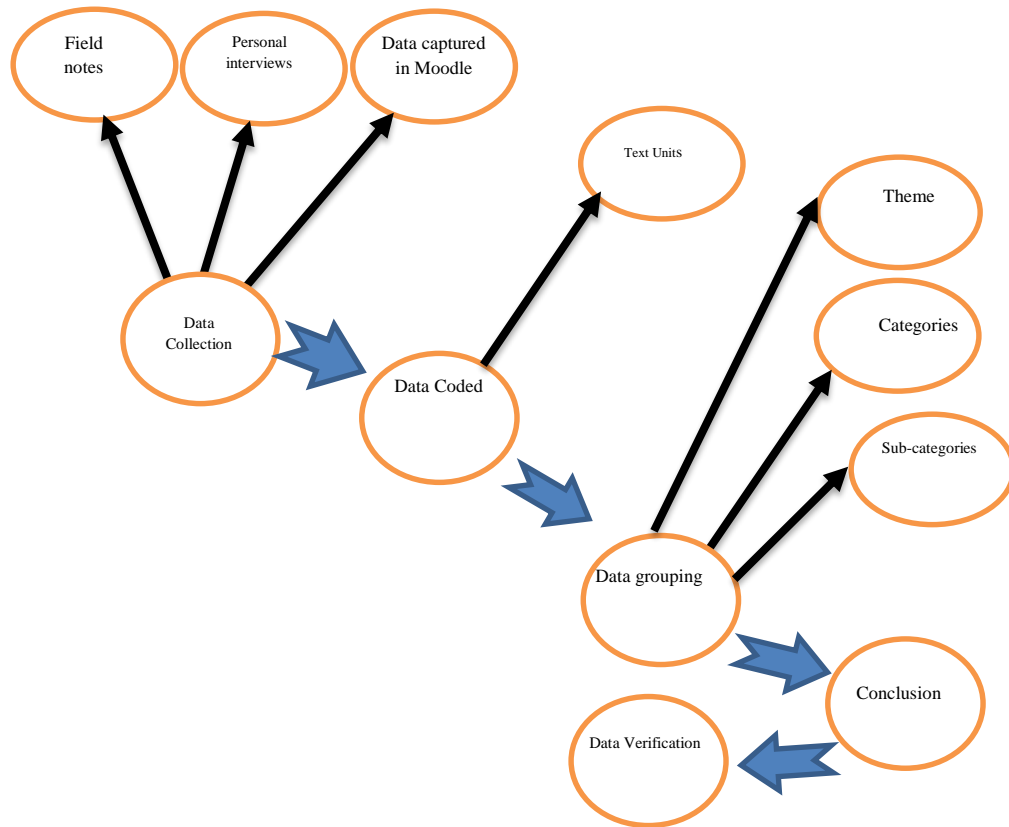 Field
notes
Personal
interviews
Data captured
in Moodle
Text Units
Theme
Categories
Data
Collection
Data Coded
Sub-categories
Data grouping
Conclusion
Data Verification